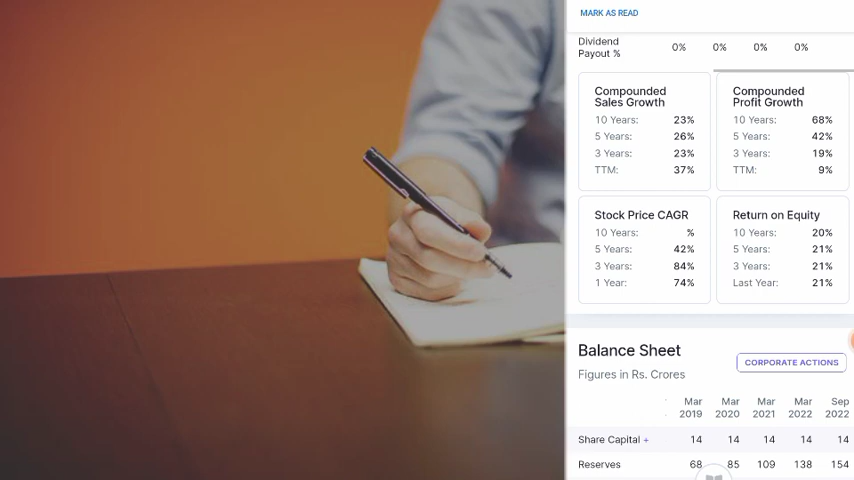 MARK AS READ
Dividend
Payout % 0% 0% 0% 0%
Compounded
Sales Growth
10 Years: 23%
5 Years: 26%
3 Years: 23%
TTM: 37%
Compounded
Profit Growth
10 Years: 68%
5 Years: 42%
3 Years: 19%
TTM: 9%
Stock Price CAGR
10 Years: %
5 Years: 42%
3 Years: 84%
1 Year: 74%
Return on Equity
10 Years: 20%
5 Years: 21%
3 Years: 21%
Last Year: 21%
Balance Sheet
CORPORATE ACTIONS
Figures in Rs. Crores
Mar Mar Mar Mar Sep
2019 2020 2021 2022 2022
Share Capital + 14 14 14 14 14
Reserves 68 85 109 138 154